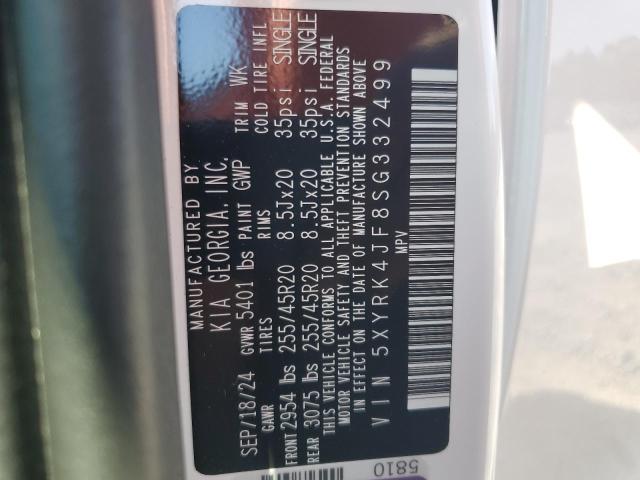 MANUFACTURED BY
KIA GEORGIA, INC.
SEP/18/24 GVWR 5401 lbs PAINT GWP TRIM WK
GAWR TIRES RIMS COLD TIRE INFL
FRONT 2954 lbs 255/45R20 8.5Jx20 35psi SINGLE
REAR 3075 lbs 255/45R20 8.5Jx20 35psi SINGLE
THIS VEHICLE CONFORMS TO ALL APPLICABLE U.S.A. FEDERAL
MOTOR VEHICLE SAFETY AND THEFT PREVENTION STANDARDS
IN EFFECT ON THE DATE OF MANUFACTURE SHOWN ABOVE
VIN 5XYRK4JF8SG332499
MPV
5810